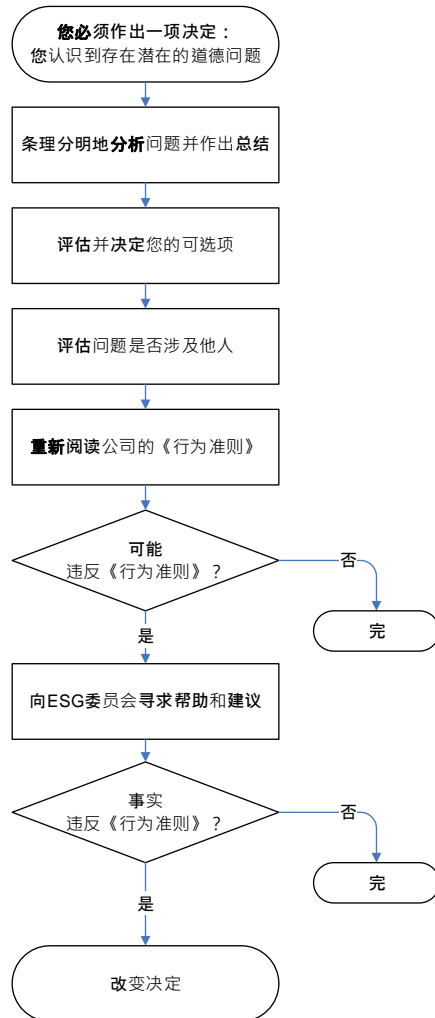 您必须作出一项决定：
您认识到存在潜在的道德问题
条理分明地分析问题并作出总结
评估并决定您的可选项
评估问题是否涉及他人
重新阅读公司的《行为准则》
可能
违反《行为准则》？
否
完
是
向ESG委员会寻求帮助和建议
事实
违反《行为准则》？
否
完
是
改变决定